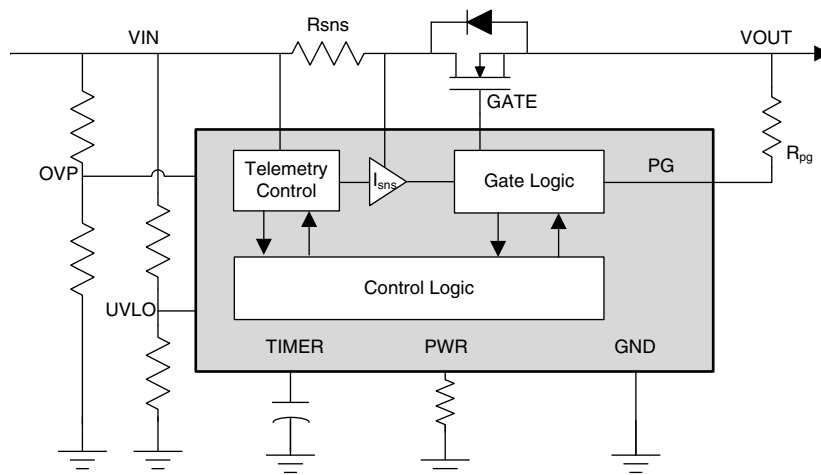 VIN
Rsns
VOUT
GATE
Rpg
OVP
Telemetry
Control
Isns
Gate Logic
PG
Control Logic
UVLO
TIMER
PWR
GND